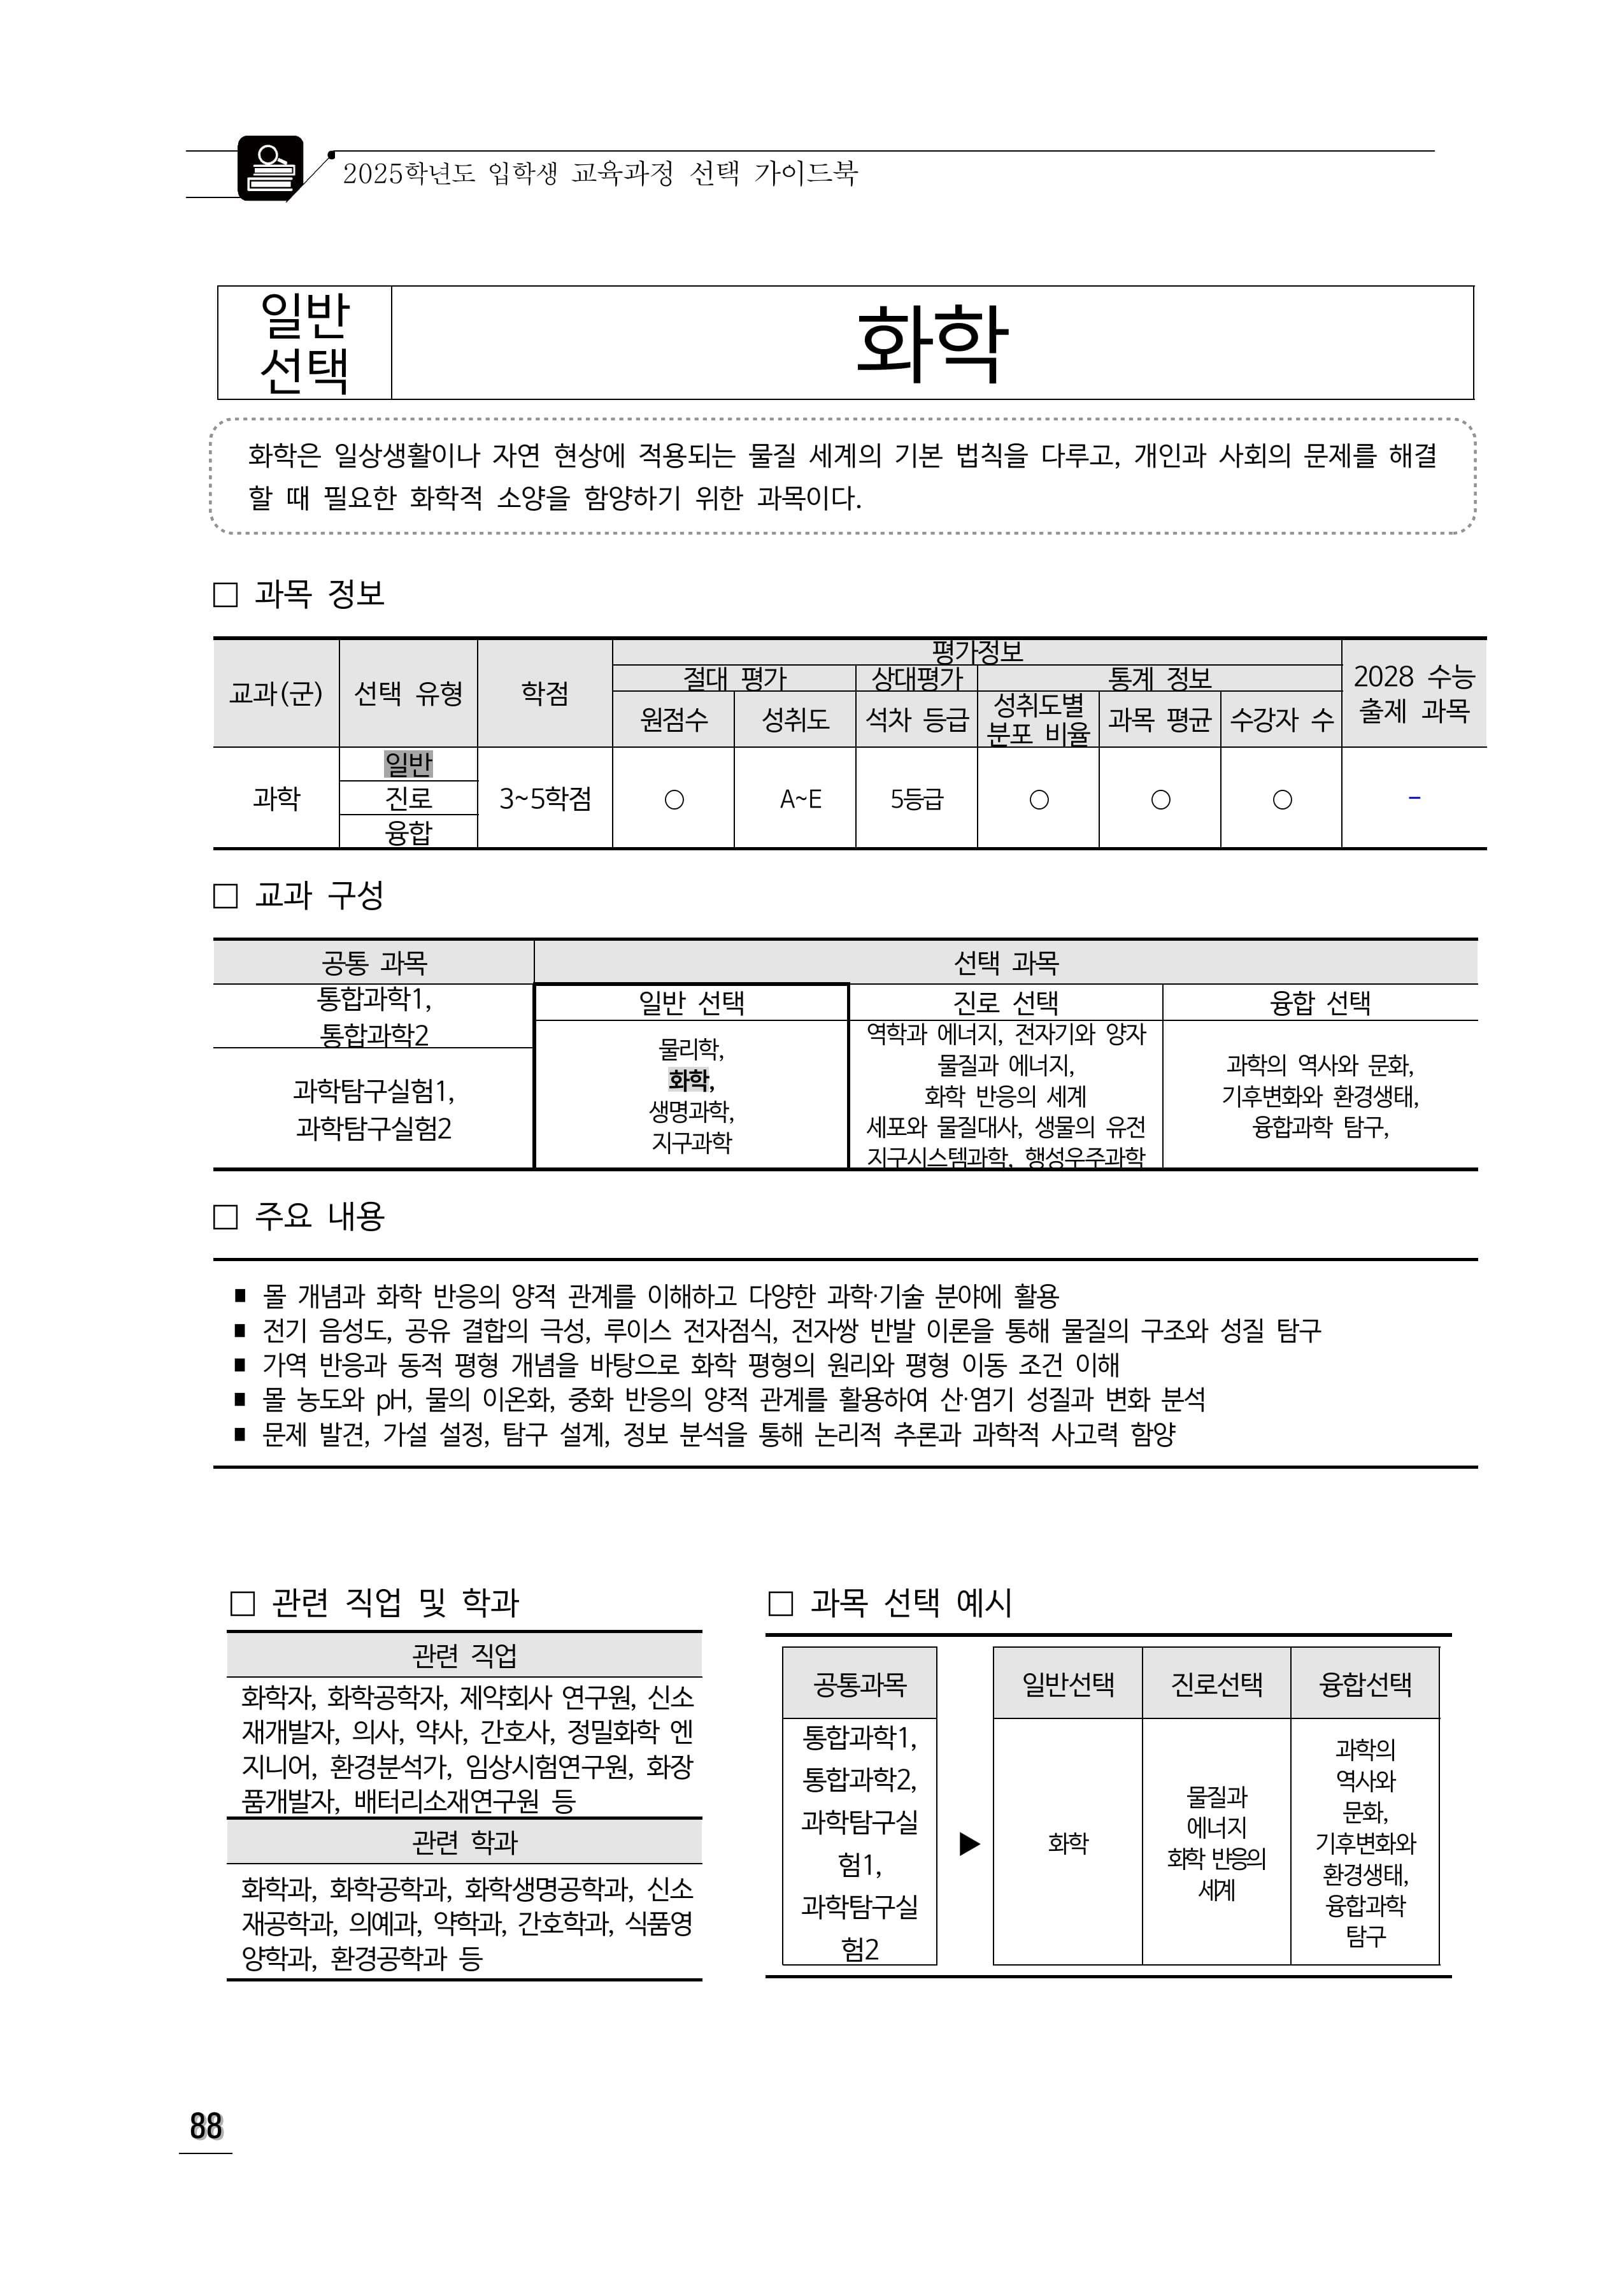 2025학년도 입학생 교육과정 선택 가이드북
일반
선택
화학
화학은 일상생활이나 자연 현상에 적용되는 물질 세계의 기본 법칙을 다루고, 개인과 사회의 문제를 해결
할 때 필요한 화학적 소양을 함양하기 위한 과목이다.
□ 과목 정보
교과(군)
선택 유형
학점
평가정보
2028 수능
출제 과목
절대 평가
상대평가
통계 정보
원점수
성취도
석차 등급
성취도별
분포 비율
과목 평균
수강자 수
과학
일반
진로
융합
3~5학점
○
A~E
5등급
○
○
○
-
□ 교과 구성
공통 과목
선택 과목
통합과학1,
통합과학2
과학탐구실험1,
과학탐구실험2
일반 선택
진로 선택
융합 선택
물리학,
화학,
생명과학,
지구과학
역학과 에너지, 전자기와 양자
물질과 에너지,
화학 반응의 세계
세포와 물질대사, 생물의 유전
지구시스템과학, 행성우주과학
과학의 역사와 문화,
기후변화와 환경생태,
융합과학 탐구,
□ 주요 내용
■ 몰 개념과 화학 반응의 양적 관계를 이해하고 다양한 과학·기술 분야에 활용
■ 전기 음성도, 공유 결합의 극성, 루이스 전자점식, 전자쌍 반발 이론을 통해 물질의 구조와 성질 탐구
■ 가역 반응과 동적 평형 개념을 바탕으로 화학 평형의 원리와 평형 이동 조건 이해
■ 몰 농도와 pH, 물의 이온화, 중화 반응의 양적 관계를 활용하여 산·염기 성질과 변화 분석
■ 문제 발견, 가설 설정, 탐구 설계, 정보 분석을 통해 논리적 추론과 과학적 사고력 함양
□ 관련 직업 및 학과
관련 직업
화학자, 화학공학자, 제약회사 연구원, 신소
재개발자, 의사, 약사, 간호사, 정밀화학 엔
지니어, 환경분석가, 임상시험연구원, 화장
품개발자, 배터리소재연구원 등
관련 학과
화학과, 화학공학과, 화학생명공학과, 신소
재공학과, 의예과, 약학과, 간호학과, 식품영
양학과, 환경공학과 등
□ 과목 선택 예시
공통과목
통합과학1,
통합과학2,
과학탐구실
험1,
과학탐구실
험2
▶
일반선택
진로선택
융합선택
화학
물질과
에너지
화학 반응의
세계
과학의
역사와
문화,
기후변화와
환경생태,
융합과학
탐구
88